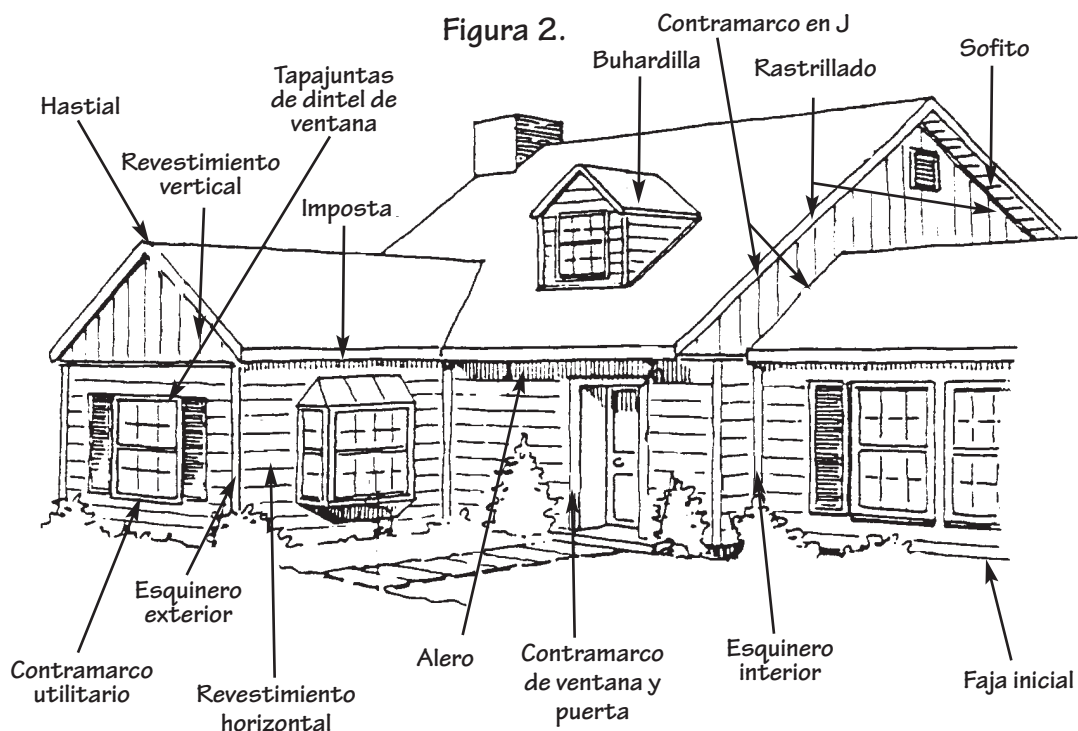 Figura 2.
Contramarco en J
Sofito
Buhardilla
Rastrillado
Tapajuntas
de dintel de
ventana
Hastial
Revestimiento
vertical
Imposta
Esquinero
exterior
Contramarco
utilitario
Revestimiento
horizontal
Alero
Contramarco
de ventana y
puerta
Esquinero
interior
Faja inicial